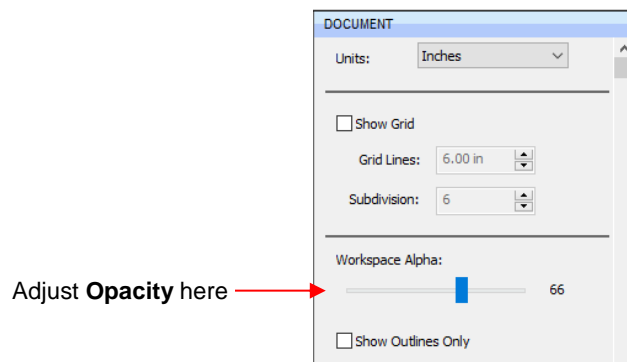 DOCUMENT
Units: Inches
Show Grid
Grid Lines: 6.00 in
Subdivision: 6
Workspace Alpha:
Adjust Opacity here 66
Show Outlines Only